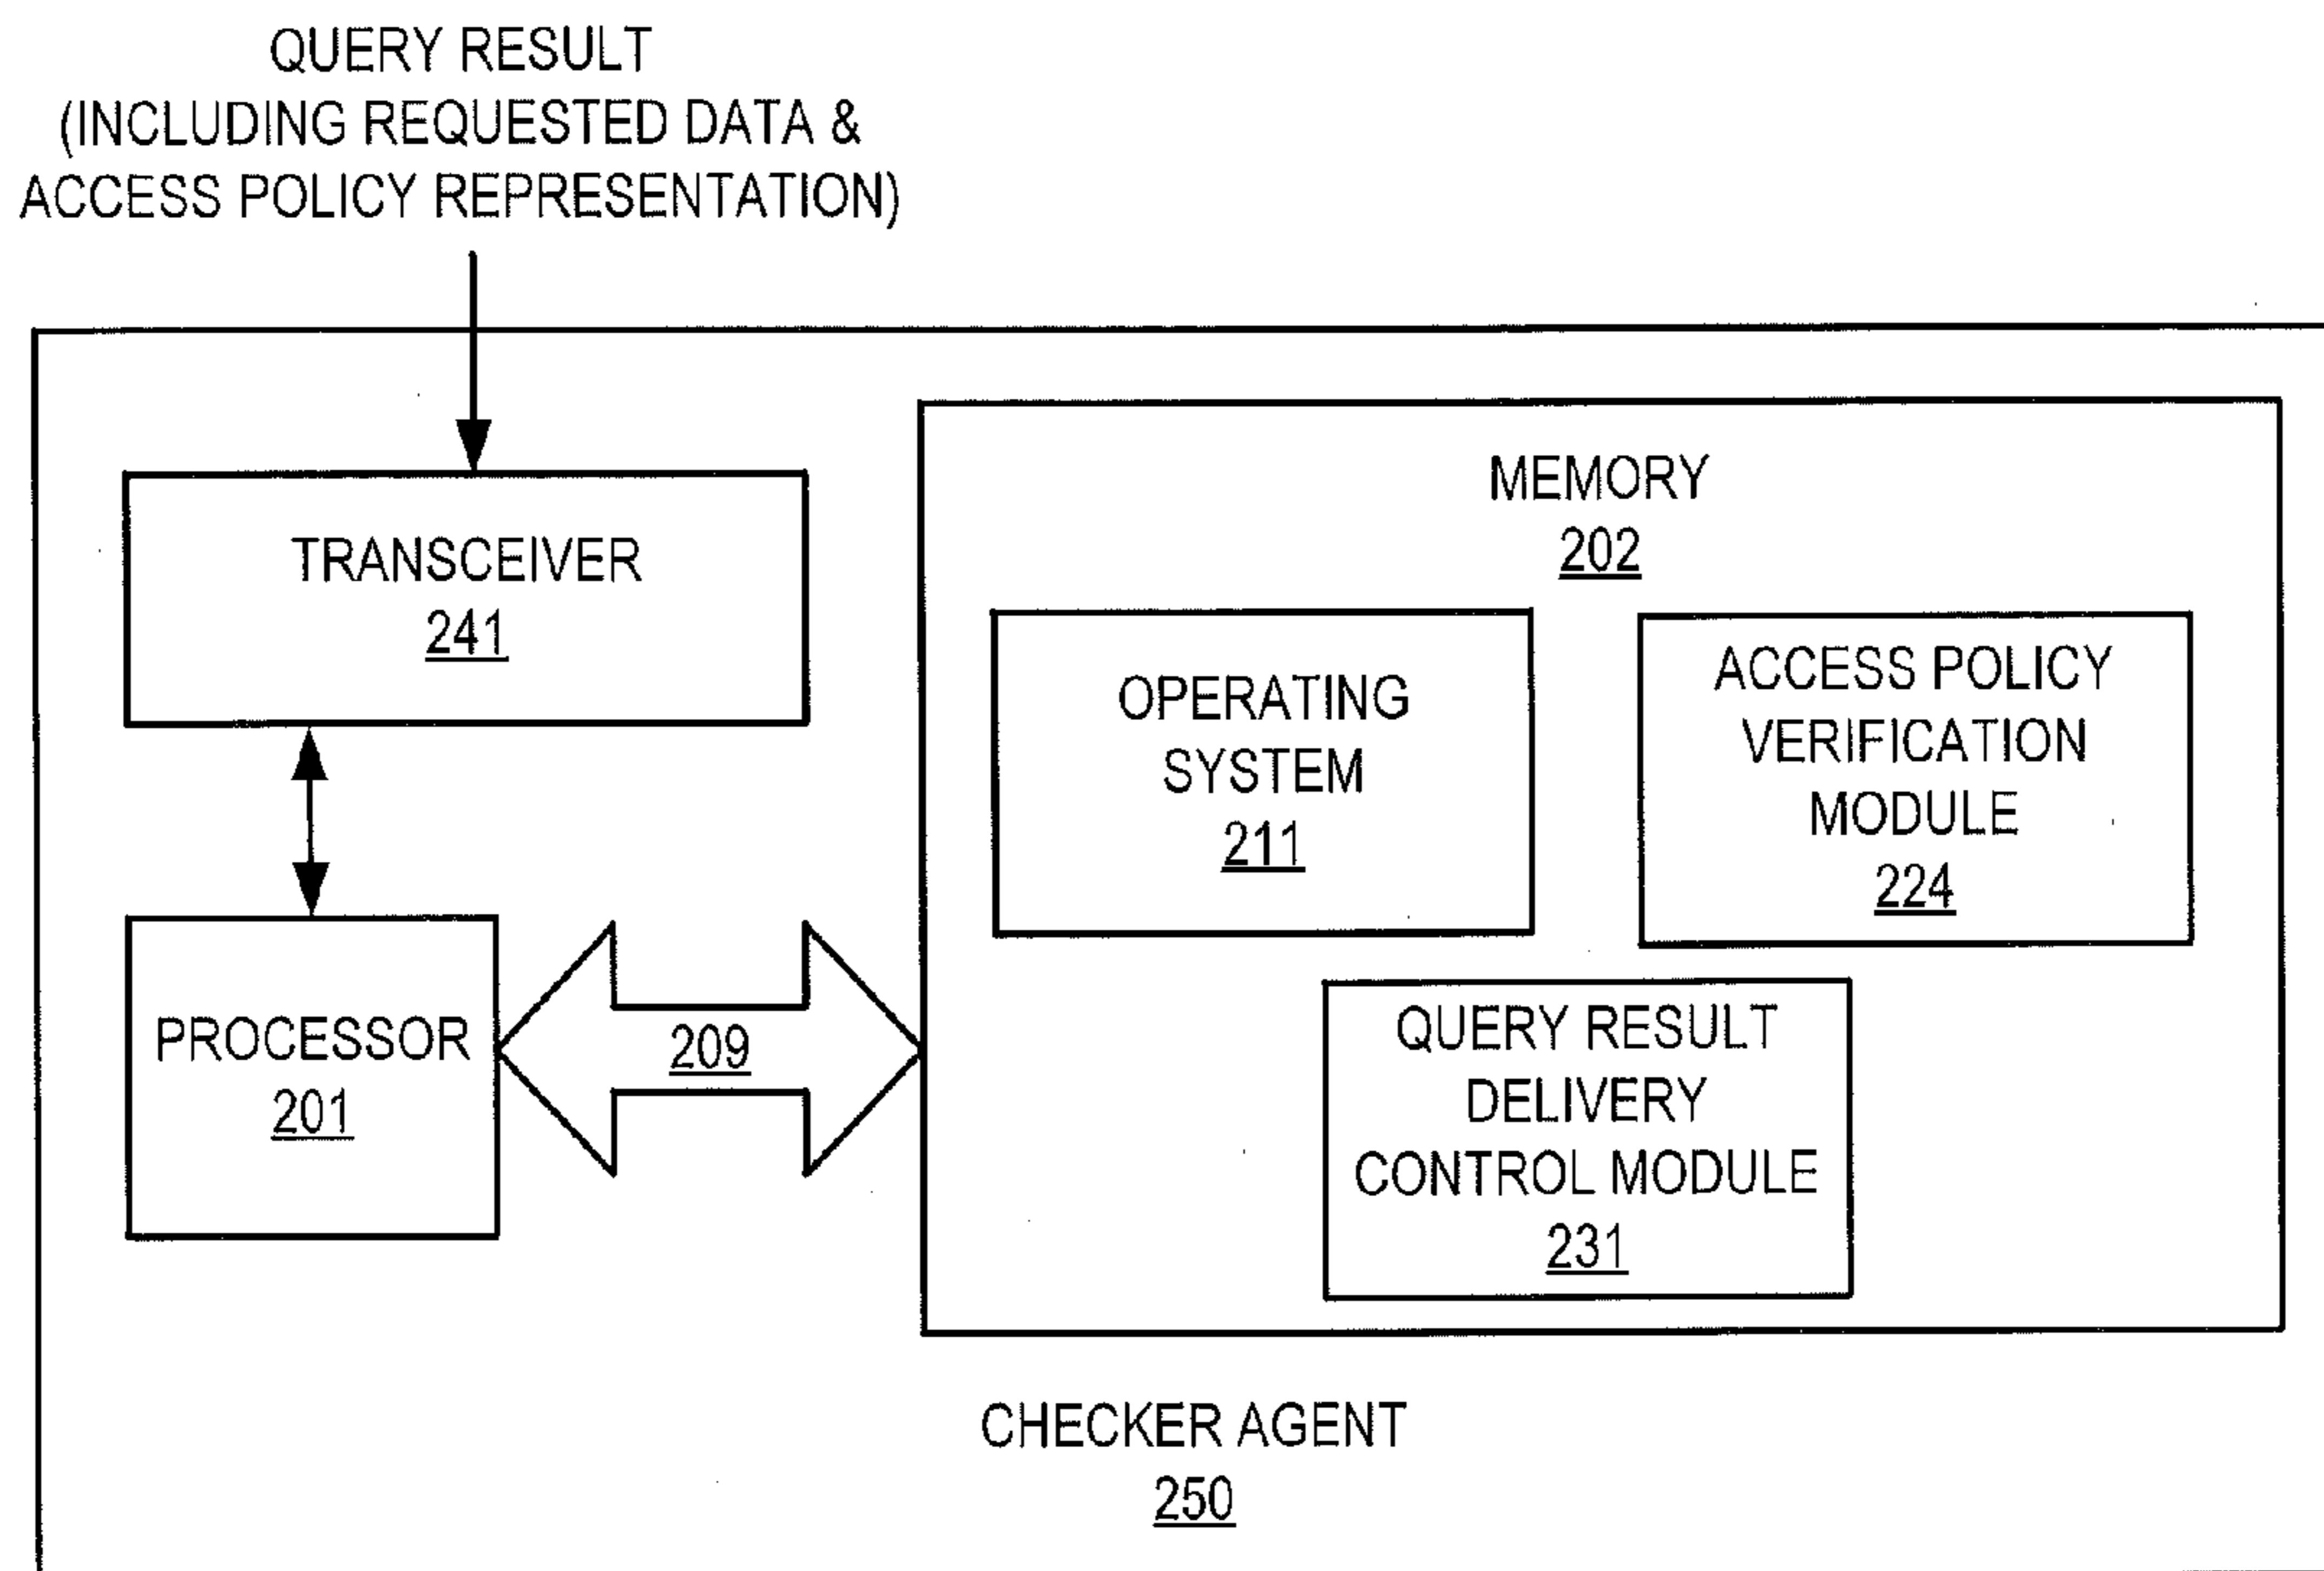 QUERY RESULT
(INCLUDING REQUESTED DATA &
ACCESS POLICY REPRESENTATION)
TRANSCEIVER
241
PROCESSOR
201
209
MEMORY
202
OPERATING
SYSTEM
211
ACCESS POLICY
VERIFICATION
MODULE
224
QUERY RESULT
DELIVERY
CONTROL MODULE
231
CHECKER AGENT
250